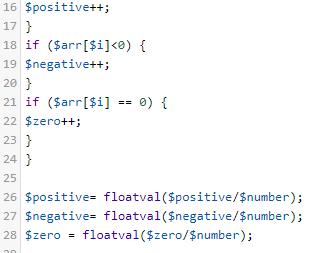 16 $positive++;
17 }
18 if ($arr[$i]<0) {
19 $negative++;
20 }
21 if ($arr[$i] == 0) {
22 $zero++;
23 }
24 }
25
26 $positive= floatval($positive/$number);
27 $negative= floatval($negative/$number);
28 $zero = floatval($zero/$number);